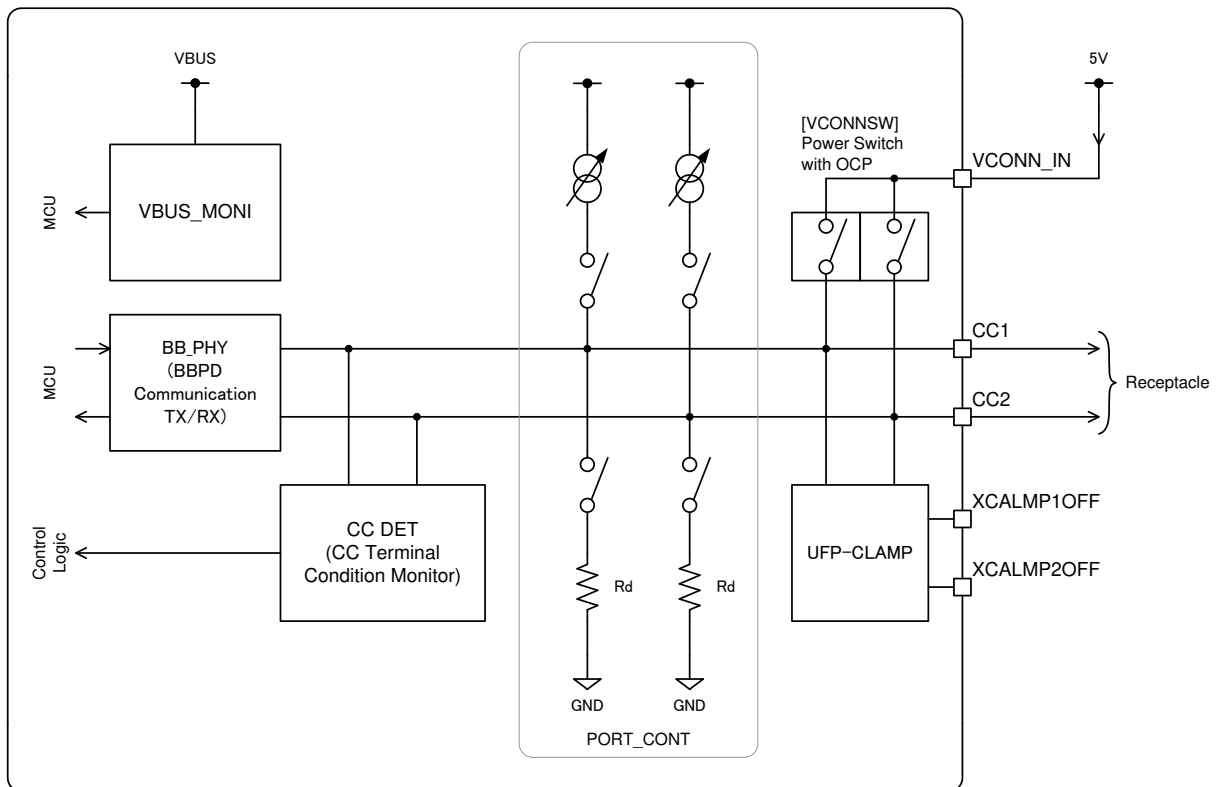 VBUS
5V
[VCONNSW]
Power Switch
with OCP
VCONN_IN
MCU
VBUS_MONI
CC1
MCU
BB_PHY
(BBPD
Communication
TX/RX)
Receptacle
CC2
XCALMP1OFF
Control
Logic
CC DET
(CC Terminal
Condition Monitor)
UFP-CLAMP
Rd
Rd
XCALMP2OFF
GND
GND
PORT_CONT